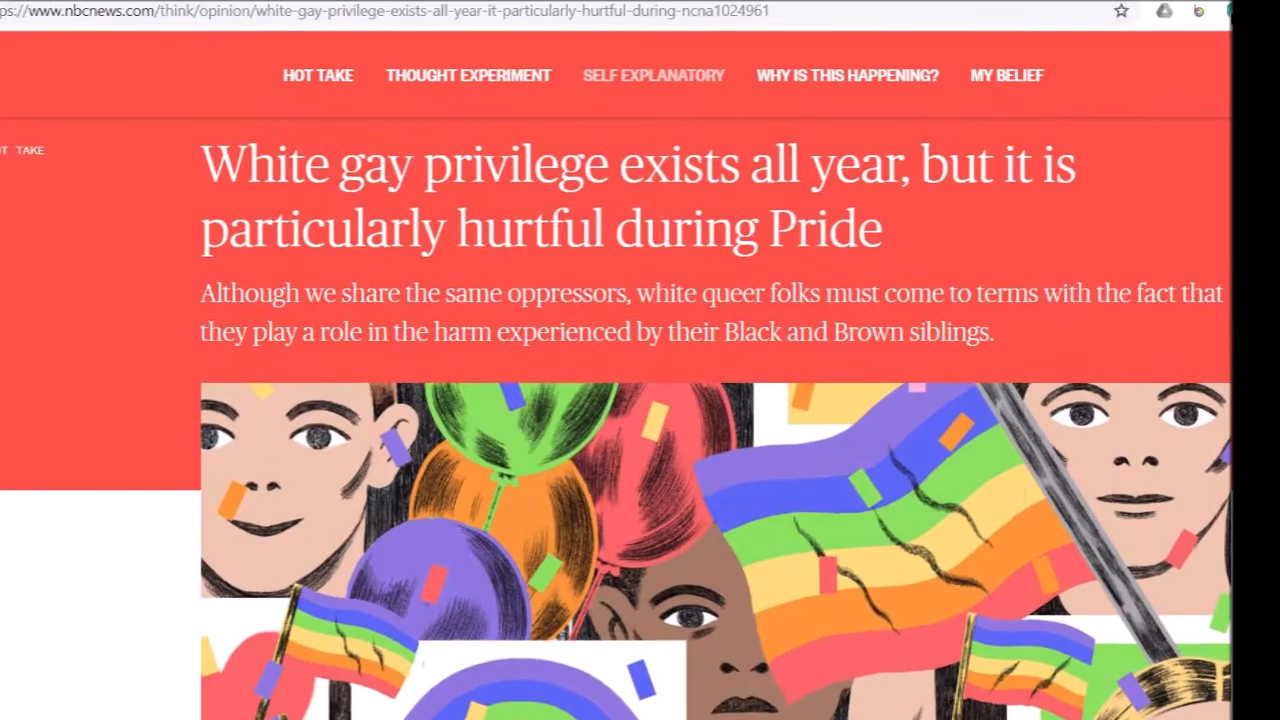 ps://www.nbcnews.com/think/opinion/white-gay-privilege-exists-all-year-it-particularly-hurtful-during-ncna1024961
HOT TAKE THOUGHT EXPERIMENT SELF EXPLANATORY WHY IS THIS HAPPENING? MY BELIEF
OT TAKE
White gay privilege exists all year, but it is
particularly hurtful during Pride
Although we share the same oppressors, white queer folks must come to terms with the fact that
they play a role in the harm experienced by their Black and Brown siblings.